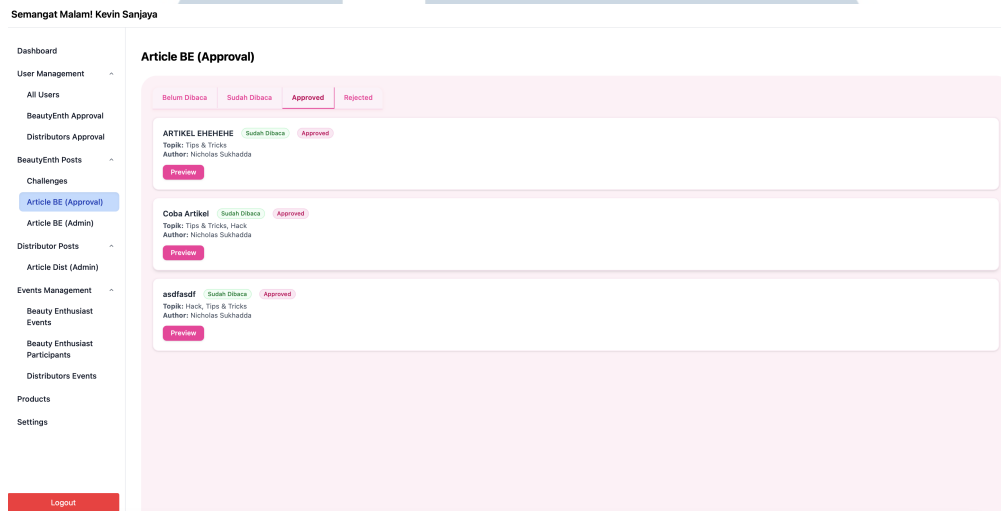 Semangat Malam! Kevin Sanjaya
Dashboard
User Management
All Users
BeautyEnth Approval
Distributors Approval
BeautyEnth Posts
Challenges
Article BE (Approval)
Article BE (Admin)
Distributor Posts
Article Dist (Admin)
Events Management
Beauty Enthusiast
Events
Beauty Enthusiast
Participants
Distributors Events
Products
Settings
Logout
Article BE (Approval)
Belum Dibaca Sudah Dibaca Approved Rejected
ARTIKEL EHEHEHE Sudah Dibaca Approved
Topik: Tips & Tricks
Author: Nicholas Sukhadda
Preview
Coba Artikel Sudah Dibaca Approved
Topik: Tips & Tricks, Hack
Author: Nicholas Sukhadda
Preview
asdfasdf Sudah Dibaca Approved
Topik: Hack, Tips & Tricks
Author: Nicholas Sukhadda
Preview